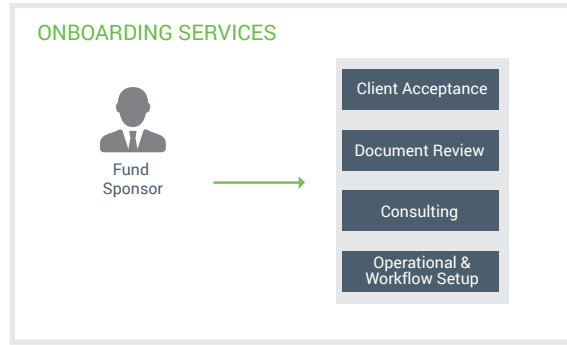 ONBOARDING SERVICES
Fund
Sponsor
Client Acceptance
Document Review
Consulting
Operational &
Workflow Setup